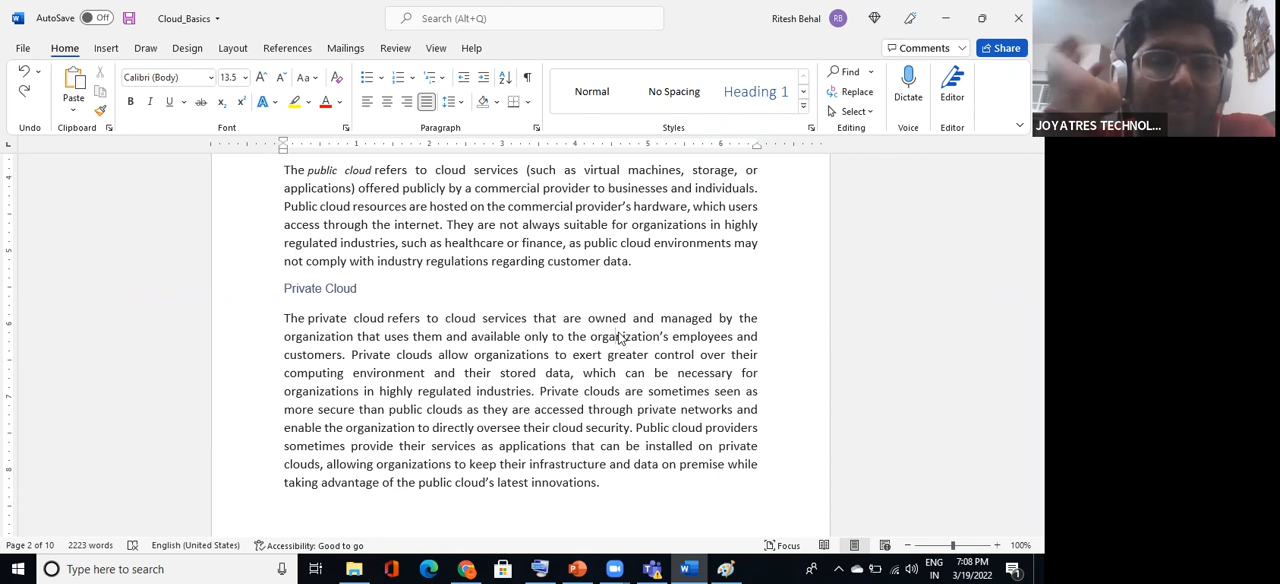 AutoSave Off Cloud_Basics Search (Alt+Q) Ritesh Behal RB
File Home Insert Draw Design Layout References Mailings Review View Help Comments Share
Calibri (Body) 13.5 Aa Normal No Spacing Heading 1 Find Replace Select
Paste Dictate Editor
Undo Clipboard Font Paragraph Styles Editing Voice Editor
JOYATRES TECHNOL...
1 2 3 4 5 6
The public cloud refers to cloud services (such as virtual machines, storage, or
applications) offered publicly by a commercial provider to businesses and individuals.
Public cloud resources are hosted on the commercial provider's hardware, which users
access through the internet. They are not always suitable for organizations in highly
regulated industries, such as healthcare or finance, as public cloud environments may
not comply with industry regulations regarding customer data.
Private Cloud
The private cloud refers to cloud services that are owned and managed by the
organization that uses them and available only to the organization's employees and
customers. Private clouds allow organizations to exert greater control over their
computing environment and their stored data, which can be necessary for
organizations in highly regulated industries. Private clouds are sometimes seen as
more secure than public clouds as they are accessed through private networks and
enable the organization to directly oversee their cloud security. Public cloud providers
sometimes provide their services as applications that can be installed on private
clouds, allowing organizations to keep their infrastructure and data on premise while
taking advantage of the public cloud's latest innovations.
Page 2 of 10 2223 words English (United States) Accessibility: Good to go Focus 100%
Type here to search ENG IN 7:08 PM 3/19/2022